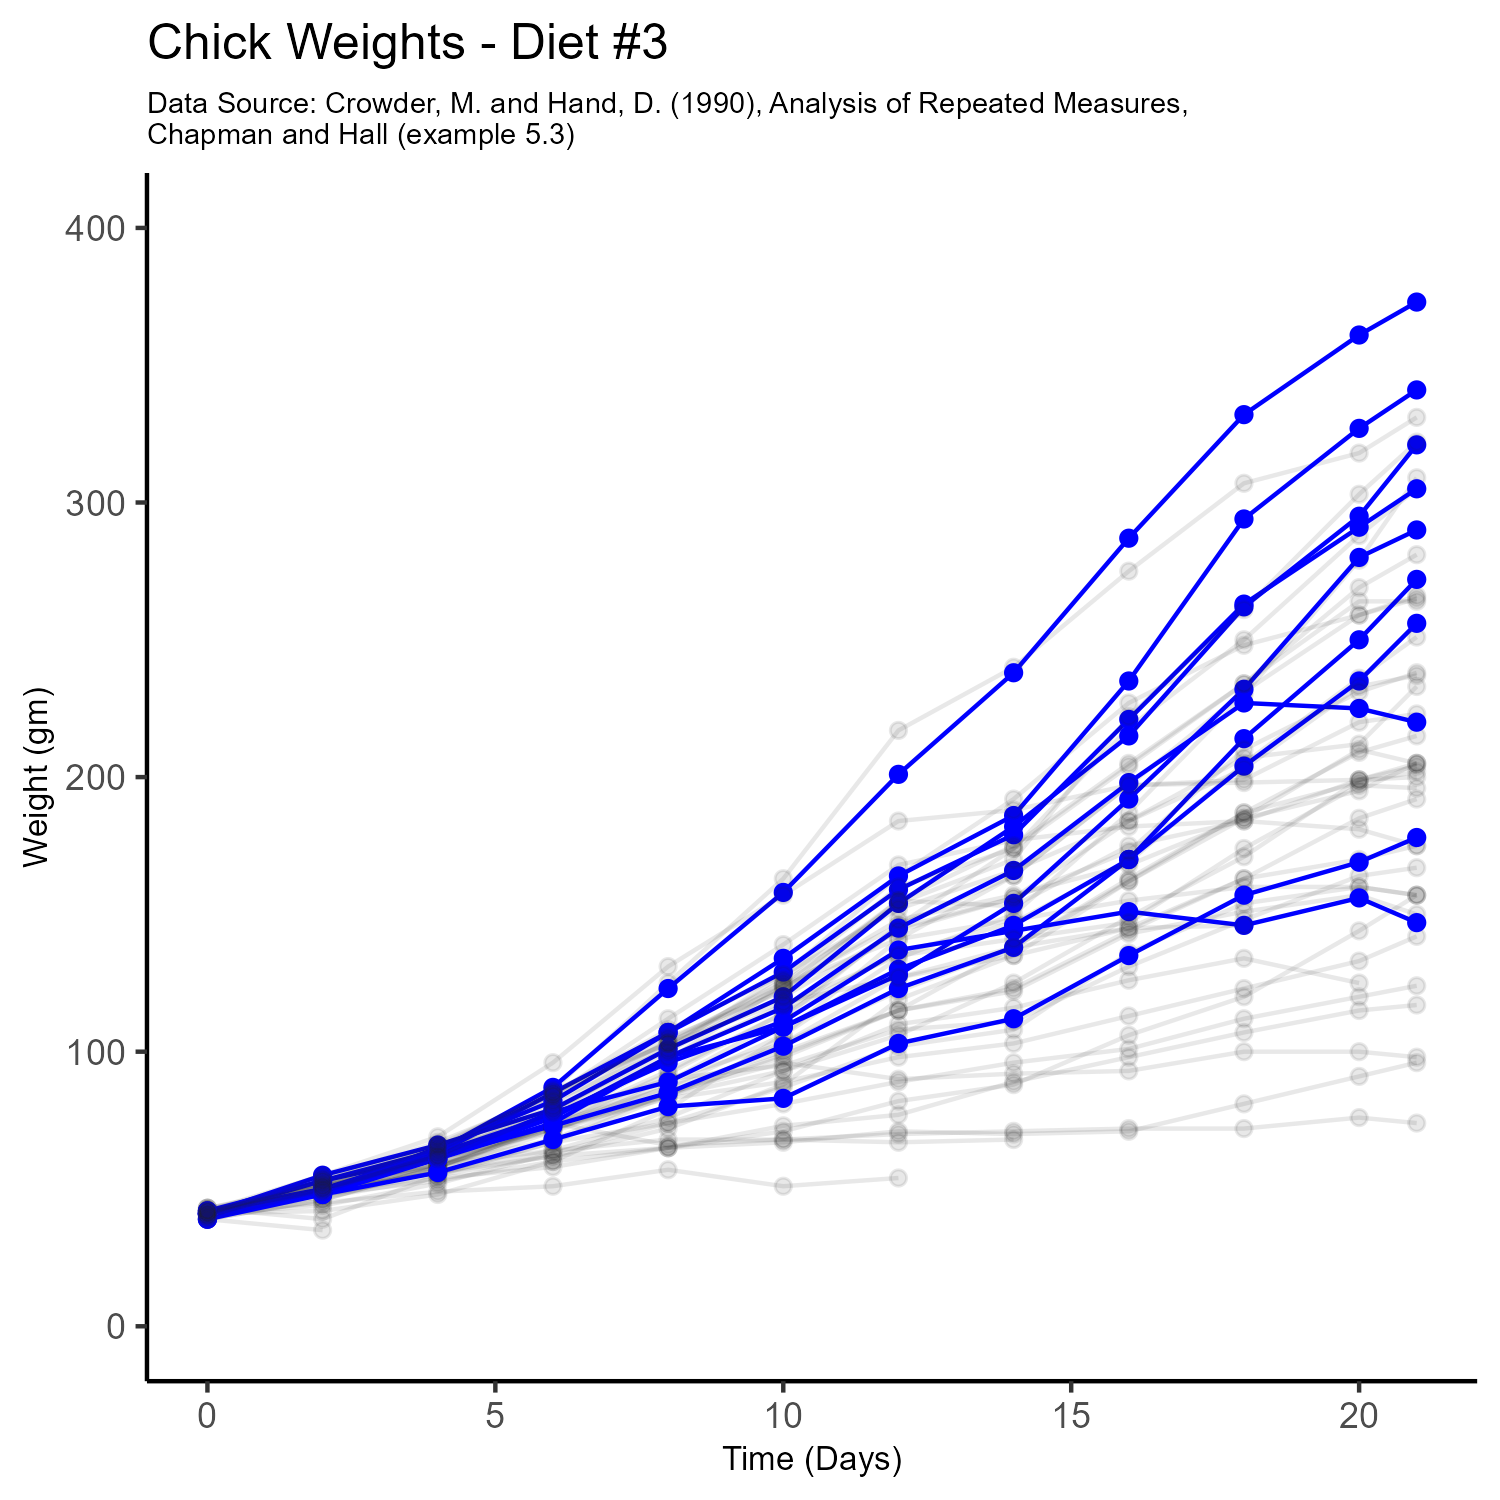 Chick Weights - Diet #3
Data Source: Crowder, M. and Hand, D. (1990), Analysis of Repeated Measures,
Chapman and Hall (example 5.3)
400
300
200
100
0
Weight (gm)
0 5 10 15 20
Time (Days)